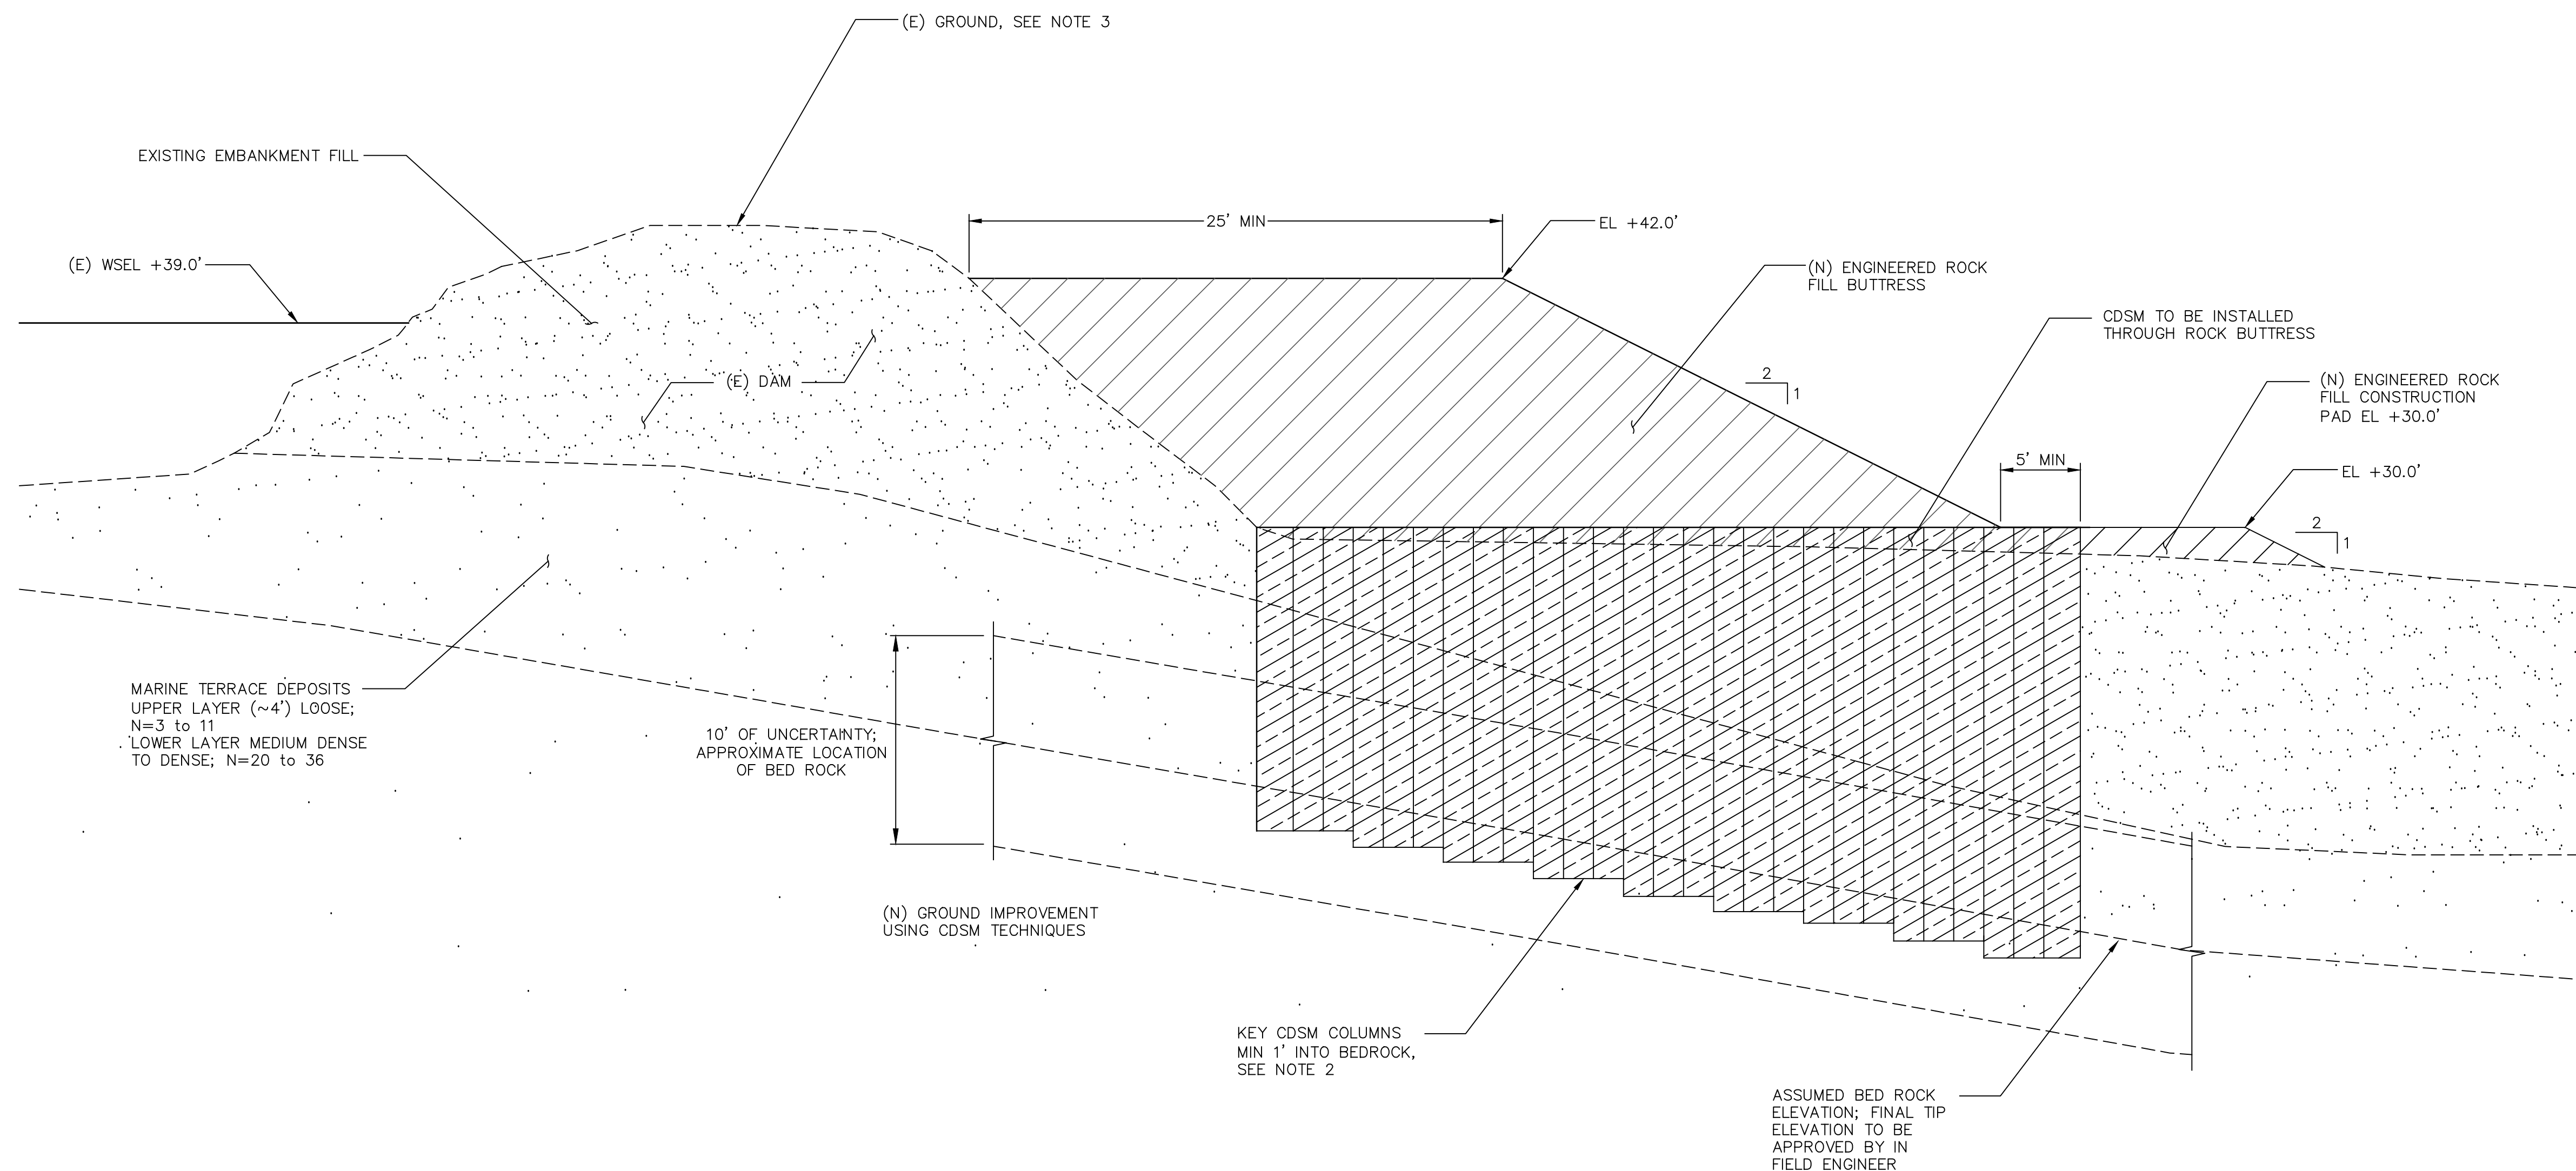 (E) GROUND, SEE NOTE 3
EXISTING EMBANKMENT FILL
(E) WSEL +39.0'
25' MIN
EL +42.0'
(N) ENGINEERED ROCK
FILL BUTTRESS
CDSM TO BE INSTALLED
THROUGH ROCK BUTTRESS
(E) DAM
2
1
(N) ENGINEERED ROCK
FILL CONSTRUCTION
PAD EL +30.0'
5' MIN
EL +30.0'
2
1
MARINE TERRACE DEPOSITS
UPPER LAYER (~4') LOOSE;
N=3 to 11
LOWER LAYER MEDIUM DENSE
TO DENSE; N=20 to 36
10' OF UNCERTAINTY;
APPROXIMATE LOCATION
OF BED ROCK
(N) GROUND IMPROVEMENT
USING CDSM TECHNIQUES
KEY CDSM COLUMNS
MIN 1' INTO BEDROCK,
SEE NOTE 2
ASSUMED BED ROCK
ELEVATION; FINAL TIP
ELEVATION TO BE
APPROVED BY IN
FIELD ENGINEER